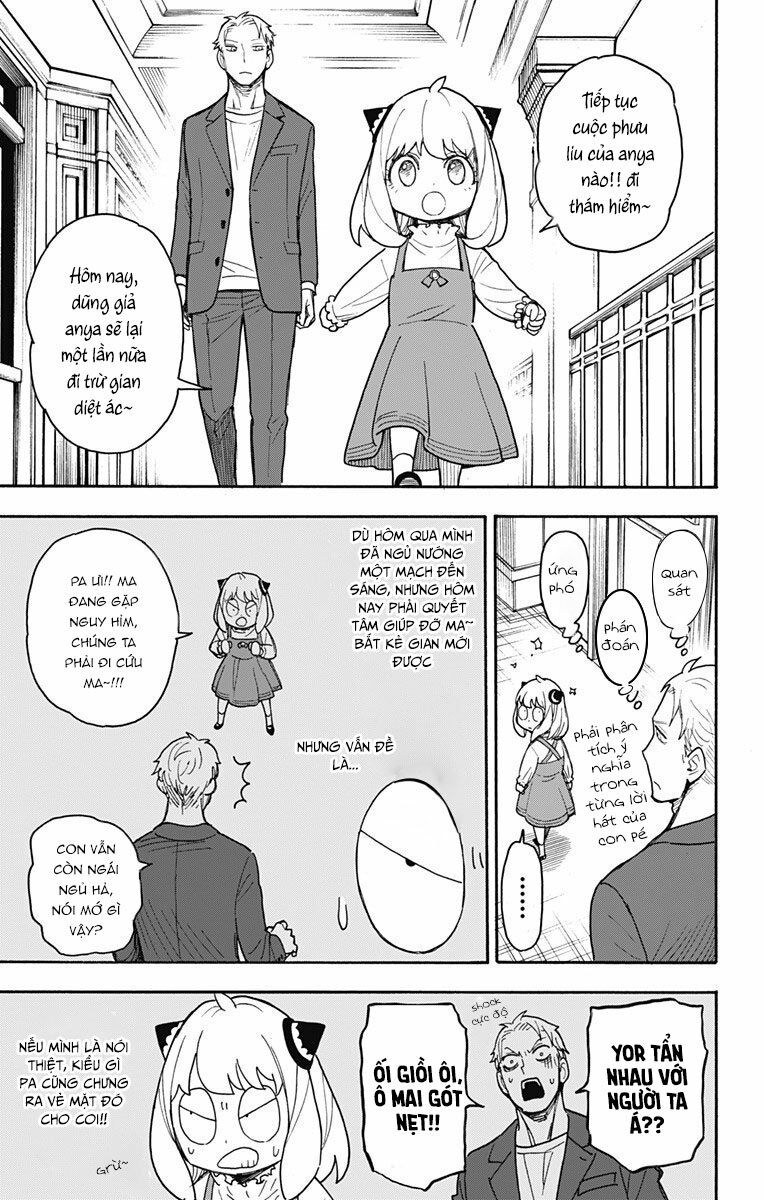 Tiếp tục
cuộc phưu
liu của anya
nào!! đi
thám hiểm~
Hôm nay,
dũng giả
anya sẽ lại
một lần nữa
đi trừ gian
diệt ác~
Quan
sát
phán
đoán
ứng
phó
phải phân
tích ý
nghĩa
trong
từng lời
hát của
con pé
......
DÙ HÔM QUA MÌNH
ĐÃ NGỦ NƯỚNG
MỘT MẠCH ĐẾN
SÁNG, NHƯNG HÔM
NAY PHẢI QUYẾT
TÂM GIÚP ĐỠ MA~
BẮT KẺ GIAN MỚI
ĐƯỢC
PA ƯI!! MA
ĐANG GẶP
NGUY HỈM,
CHÚNG TA
PHẢI ĐI CỨU
MA~!!!
NHƯNG VẤN ĐỀ
LÀ...
CON VẪN
CÒN NGÁI
NGỦ HẢ,
NÓI MỚ GÌ
VẬY?
YOR TẨN
NHAU VỚI
NGƯỜI TA
Á??
shock
cực độ
ỐI GIỒI ÔI,
Ô MAI GÓT
NẸT!!
NẾU MÌNH LÀ NÓI
THIỆT, KIỂU GÌ
PA CŨNG CHƯNG
RA VẺ MẶT ĐÓ
CHO COI!!
GRỪ~